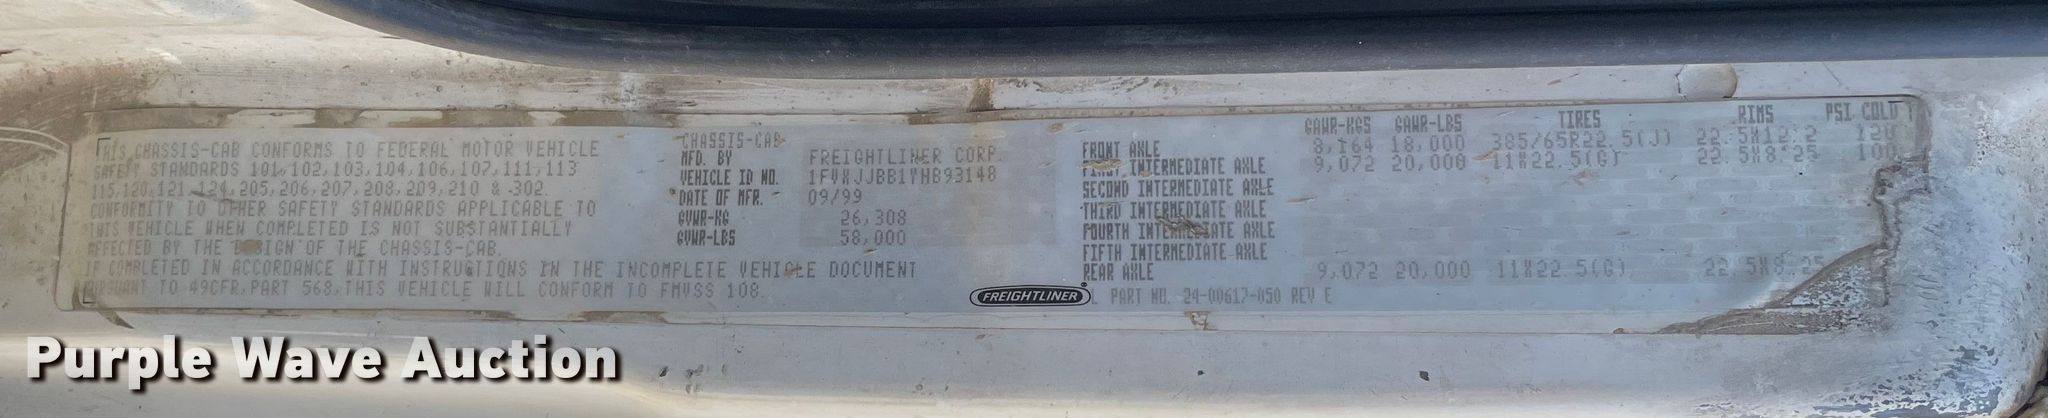 THIS CHASSIS-CAB CONFORMS TO FEDERAL MOTOR VEHICLE
SAFETY STANDARDS 101,102,103,104,106,107,111,113
115,120,121,124,205,206,207,208,209,210 & 302.
CONFORMITY TO OTHER SAFETY STANDARDS APPLICABLE TO
THIS VEHICLE WHEN COMPLETED IS NOT SUBSTANTIALLY
AFFECTED BY THE DESIGN OF THE CHASSIS-CAB.
IF COMPLETED IN ACCORDANCE WITH INSTRUCTIONS IN THE INCOMPLETE VEHICLE DOCUMENT
PURSUANT TO 49CFR,PART 568,THIS VEHICLE WILL CONFORM TO FMVSS 108.
CHASSIS-CAB
MFD. BY FREIGHTLINER CORP.
VEHICLE ID NO. 1FVXJJBB1YHB93148
DATE OF MFR. 09/99
GVWR-KG 26,308
GVWR-LBS 58,000
GAWR-KGS GAWR-LBS TIRES RIMS PSI COLD
FRONT AXLE 8,164 18,000 385/65R22.5(J) 22.5X12.2 120
FIRST INTERMEDIATE AXLE 9,072 20,000 11X22.5(G) 22.5X8.25 100
SECOND INTERMEDIATE AXLE
THIRD INTERMEDIATE AXLE
FOURTH INTERMEDIATE AXLE
FIFTH INTERMEDIATE AXLE
REAR AXLE 9,072 20,000 11X22.5(G) 22.5X8.25
FREIGHTLINER
PART NO. 24-00617-050 REV E
Purple Wave Auction